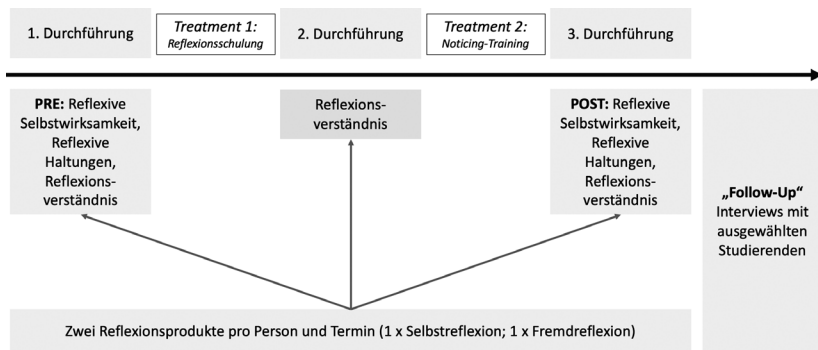 1. Durchführung
Treatment 1:
Reflexionsschulung
2. Durchführung
Treatment 2:
Noticing-Training
3. Durchführung
PRE: Reflexive
Selbstwirksamkeit,
Reflexive
Haltungen,
Reflexions-
verständnis
Reflexions-
verständnis
POST: Reflexive
Selbstwirksamkeit,
Reflexive
Haltungen,
Reflexions-
verständnis
„Follow-Up“
Interviews mit
ausgewählten
Studierenden
Zwei Reflexionsprodukte pro Person und Termin (1 x Selbstreflexion; 1 x Fremdreflexion)